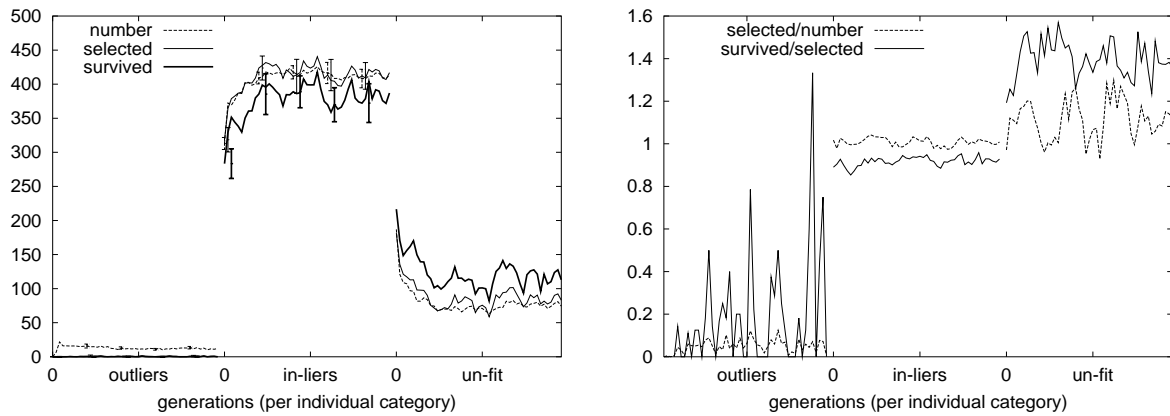 500
450
400
350
300
250
200
150
100
50
0
number
selected
survived
0 outliers 0 in-liers 0 un-fit
generations (per individual category)
1.6
1.4
1.2
1
0.8
0.6
0.4
0.2
0
selected/number
survived/selected
outliers 0 in-liers 0 un-fit
generations (per individual category)